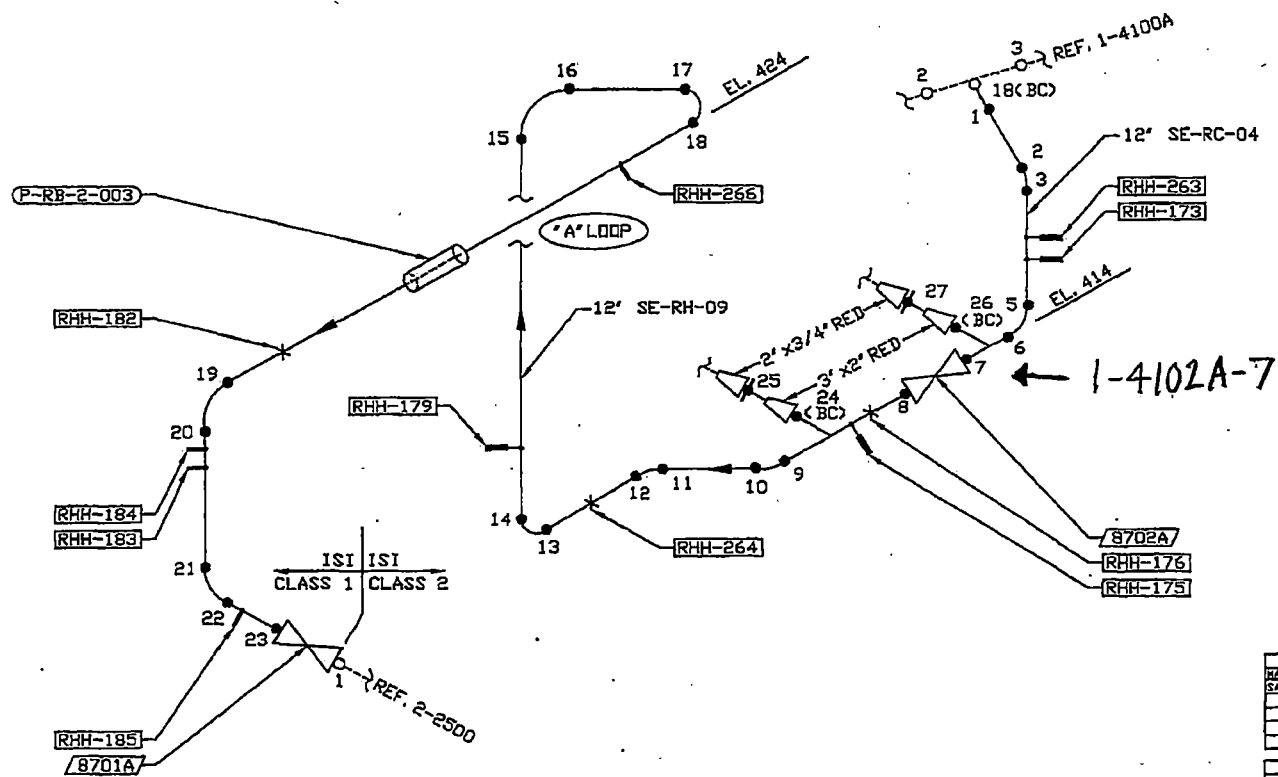 3
REF. 1-4100A
16
17
EL. 424
2
18(BC)
1
15
18
12" SE-RC-04
2
3
P-RB-2-003
RHH-266
RHH-263
RHH-173
"A" LOOP
27
26
(BC)
5
EL. 414
RHH-182
12" SE-RH-09
2" x3/4" RED
3" x2" RED
6
25
7
1-4102A-7
19
24
(BC)
8
RHH-179
20
12
11
10
9
RHH-184
RHH-183
14
13
RHH-264
8702A
RHH-176
RHH-175
21
ISI ISI
CLASS 1 CLASS 2
22
23
1
REF. 2-2500
RHH-185
8701A